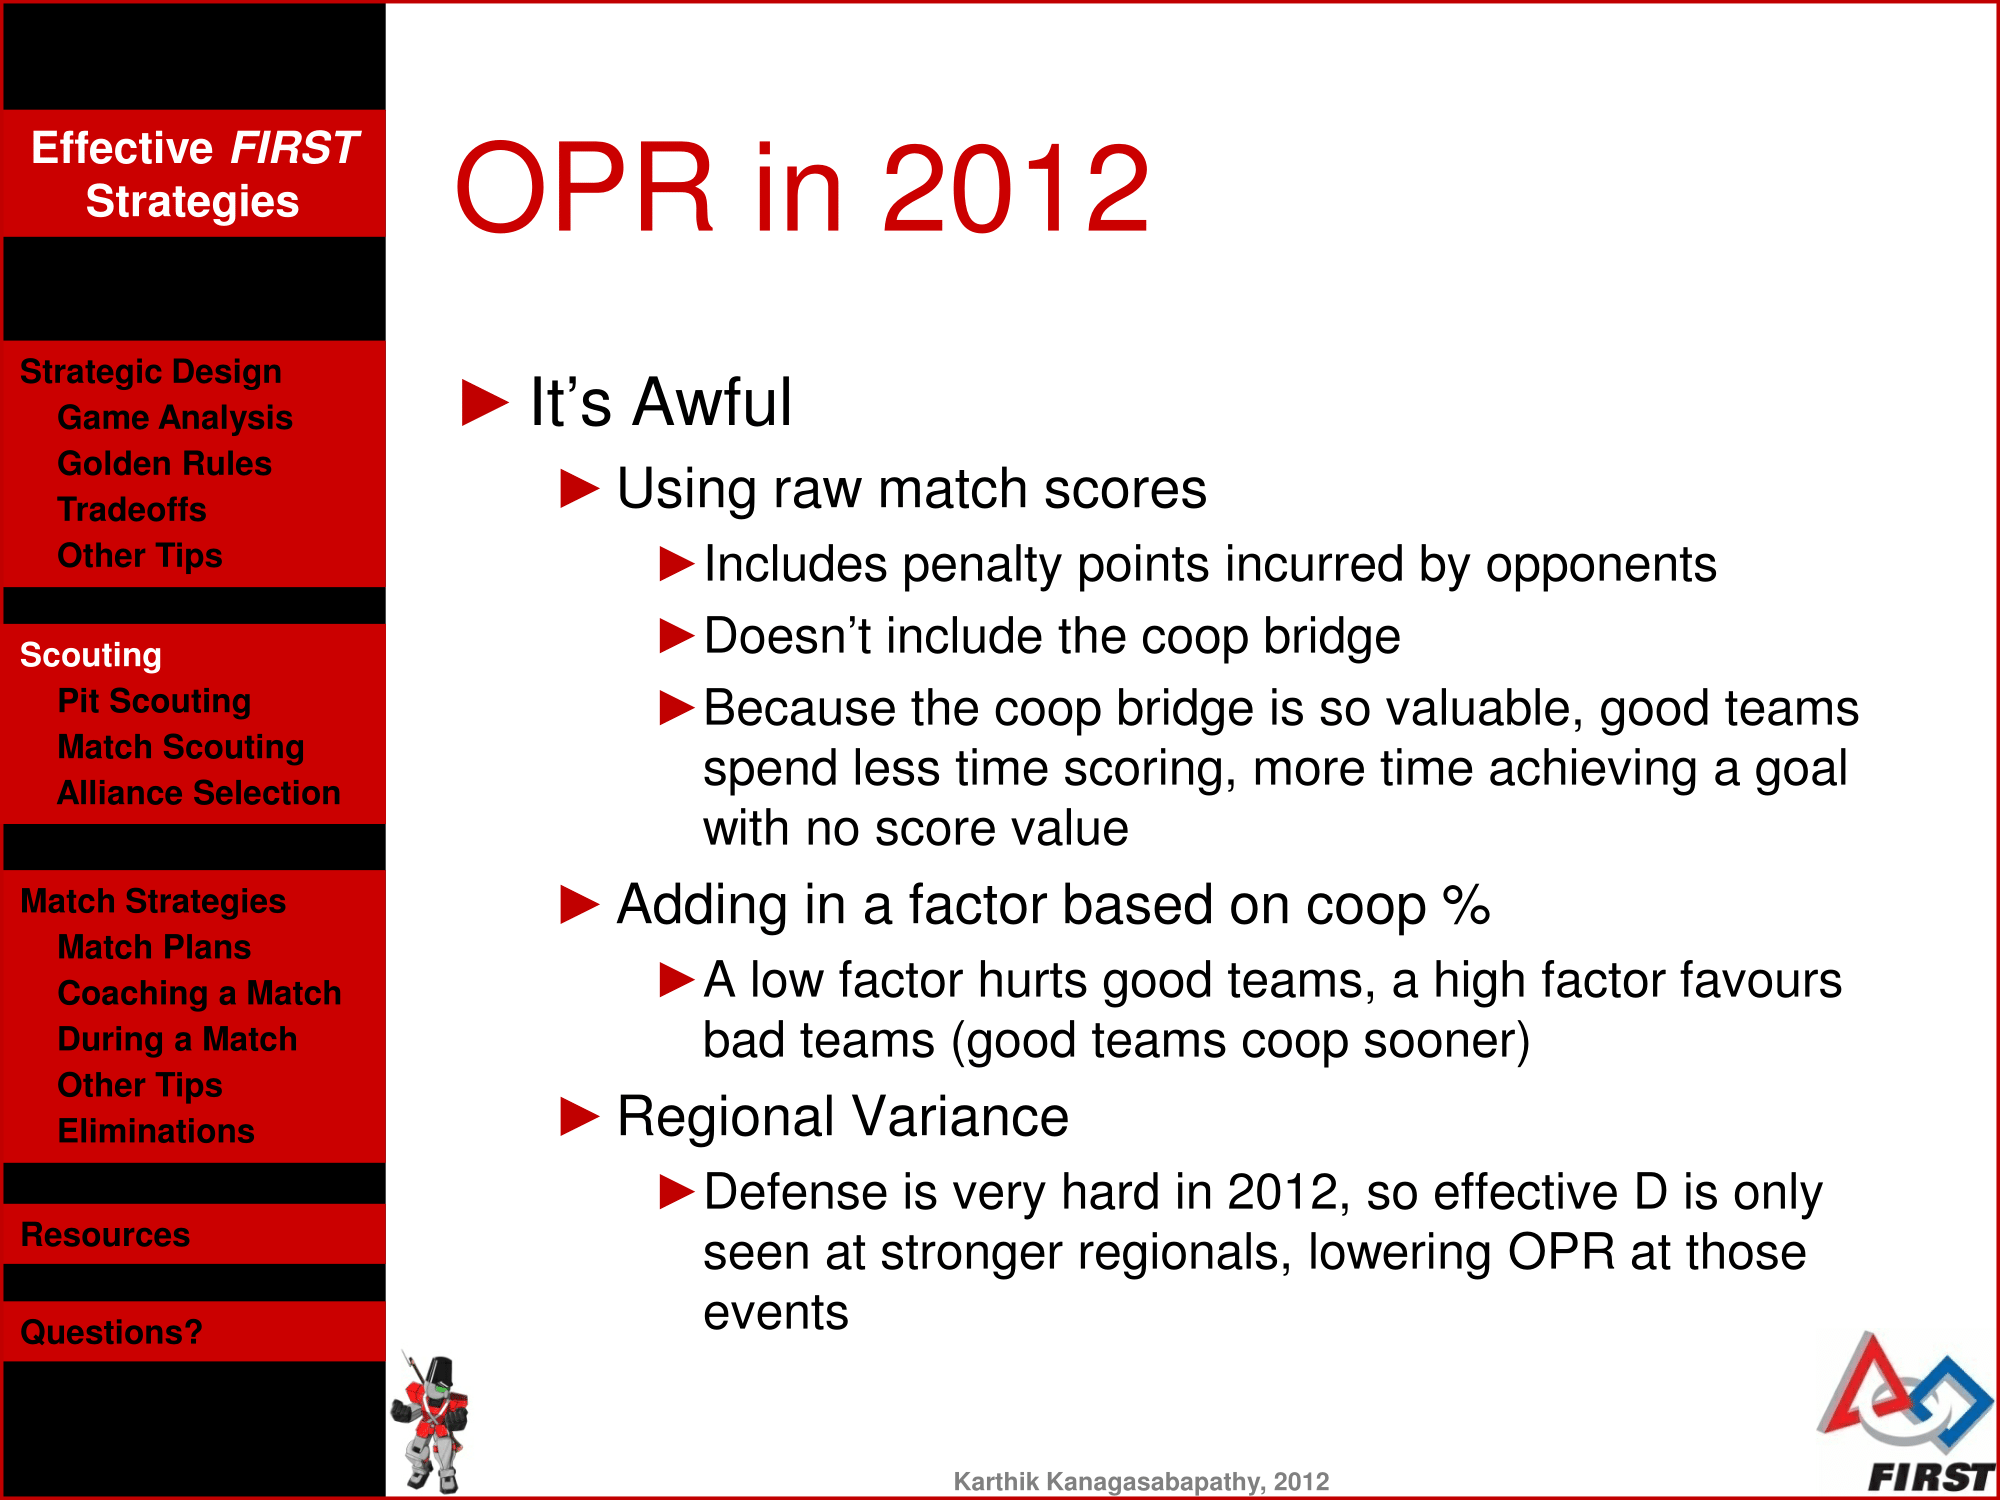 Effective FIRST
Strategies
Strategic Design
Game Analysis
Golden Rules
Tradeoffs
Other Tips
Scouting
Pit Scouting
Match Scouting
Alliance Selection
Match Strategies
Match Plans
Coaching a Match
During a Match
Other Tips
Eliminations
Resources
Questions?
OPR in 2012
► It’s Awful
► Using raw match scores
► Includes penalty points incurred by opponents
► Doesn’t include the coop bridge
► Because the coop bridge is so valuable, good teams
spend less time scoring, more time achieving a goal
with no score value
► Adding in a factor based on coop %
► A low factor hurts good teams, a high factor favours
bad teams (good teams coop sooner)
► Regional Variance
► Defense is very hard in 2012, so effective D is only
seen at stronger regionals, lowering OPR at those
events
Karthik Kanagasabapathy, 2012
FIRST